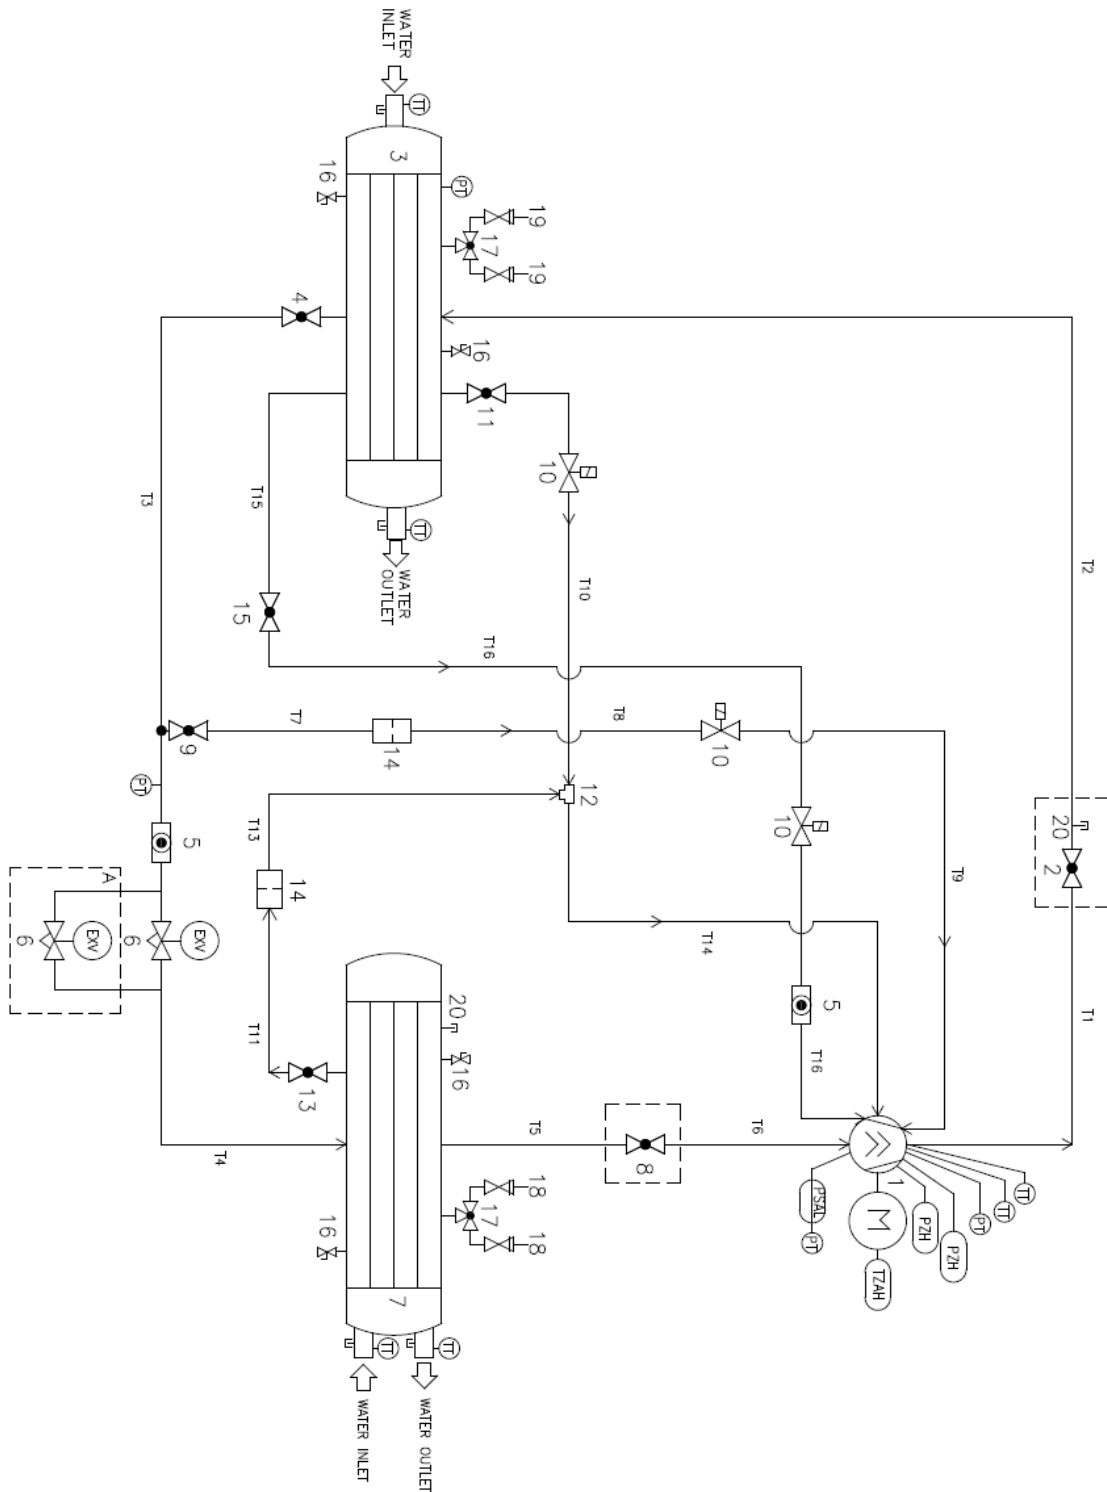 WATER
INLET
TT
3
16
PT
19
17
19
4
16
11
10
T3
T15
TT
WATER
OUTLET
T10
T2
15
T16
T7
T8
9
14
10
PT
12
T13
10
20
2
5
14
T9
A
6
EXV
6
EXV
T14
20
5
T11
16
T16
T1
13
T4
T5
8
T6
1
PSAL
PT
M
TZAH
PZH
PZH
PT
TT
TT
18
17
18
16
7
TT
TT
WATER INLET
WATER OUTLET